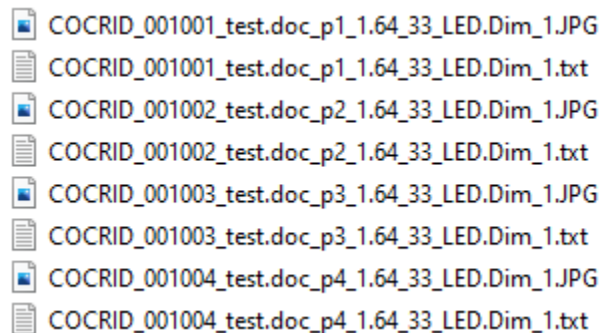 COCRID_001001_test.doc_p1_1.64_33_LED.Dim_1.JPG
COCRID_001001_test.doc_p1_1.64_33_LED.Dim_1.txt
COCRID_001002_test.doc_p2_1.64_33_LED.Dim_1.JPG
COCRID_001002_test.doc_p2_1.64_33_LED.Dim_1.txt
COCRID_001003_test.doc_p3_1.64_33_LED.Dim_1.JPG
COCRID_001003_test.doc_p3_1.64_33_LED.Dim_1.txt
COCRID_001004_test.doc_p4_1.64_33_LED.Dim_1.JPG
COCRID_001004_test.doc_p4_1.64_33_LED.Dim_1.txt